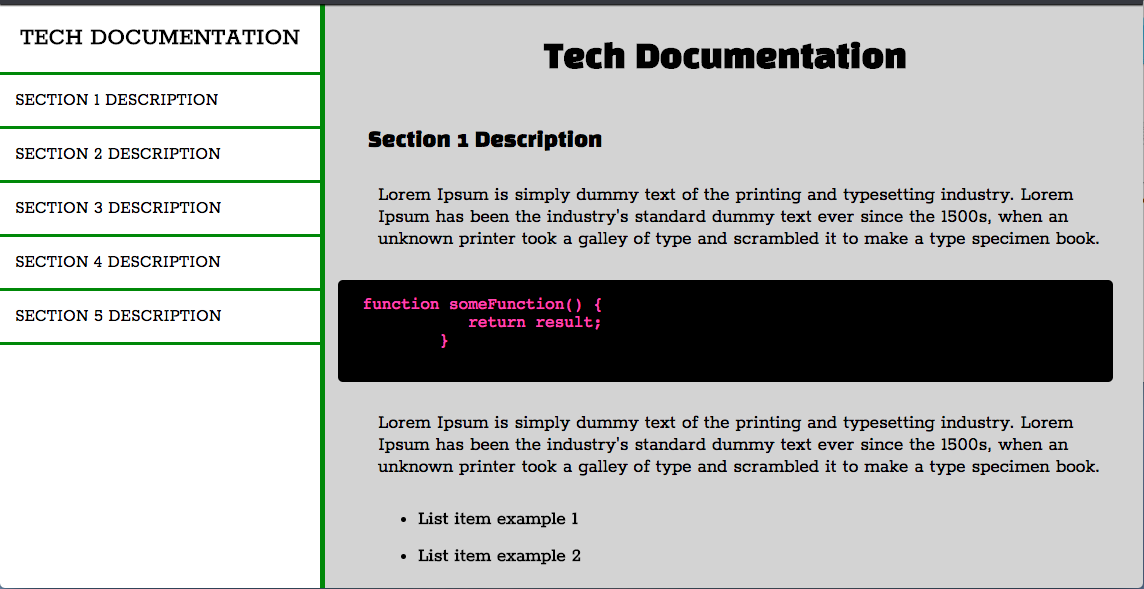 TECH DOCUMENTATION
SECTION 1 DESCRIPTION
SECTION 2 DESCRIPTION
SECTION 3 DESCRIPTION
SECTION 4 DESCRIPTION
SECTION 5 DESCRIPTION
Tech Documentation
Section 1 Description
Lorem Ipsum is simply dummy text of the printing and typesetting industry. Lorem
Ipsum has been the industry's standard dummy text ever since the 1500s, when an
unknown printer took a galley of type and scrambled it to make a type specimen book.
function someFunction() {
return result;
}
Lorem Ipsum is simply dummy text of the printing and typesetting industry. Lorem
Ipsum has been the industry's standard dummy text ever since the 1500s, when an
unknown printer took a galley of type and scrambled it to make a type specimen book.
• List item example 1
• List item example 2